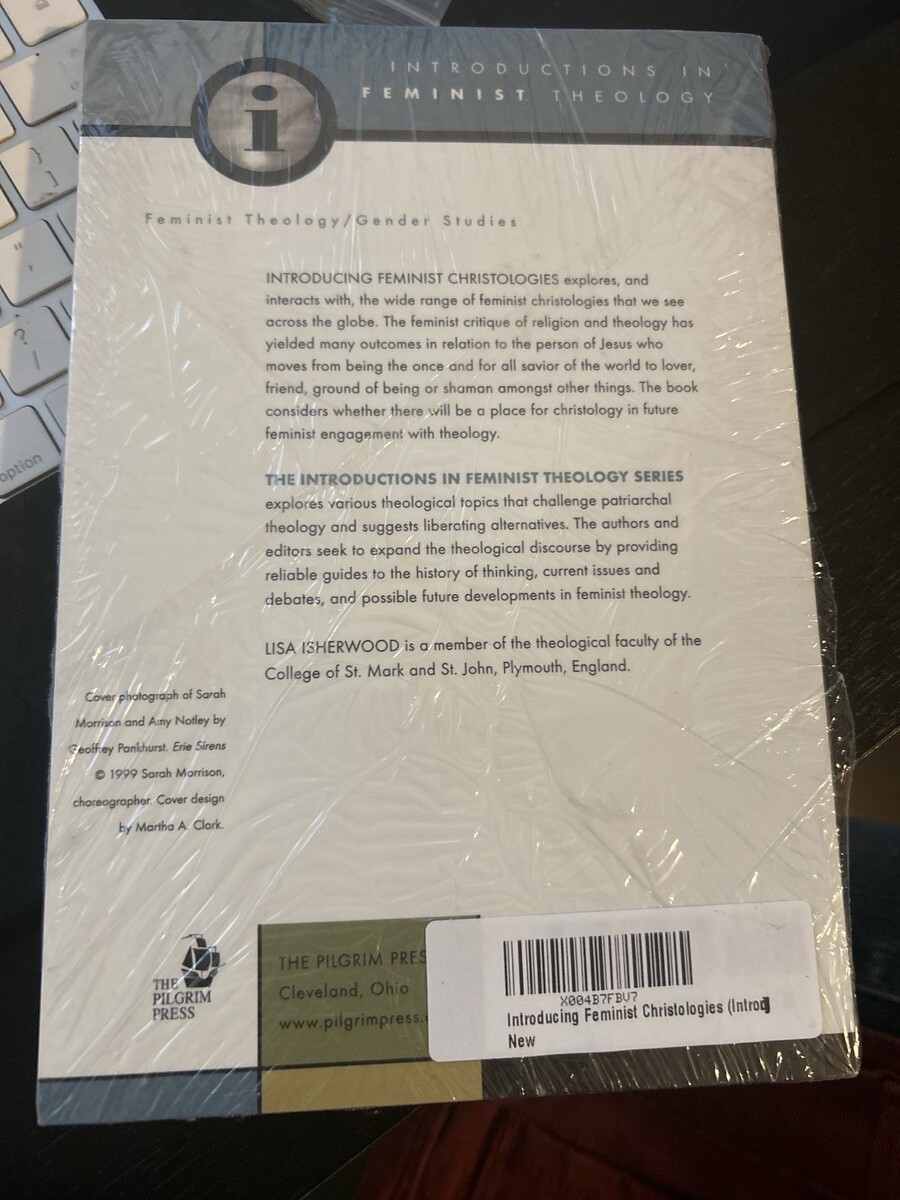 INTRODUCTIONS IN
FEMINIST THEOLOGY
i
Feminist Theology/Gender Studies
INTRODUCING FEMINIST CHRISTOLOGIES explores, and
interacts with, the wide range of feminist christologies that we see
across the globe. The feminist critique of religion and theology has
yielded many outcomes in relation to the person of Jesus who
moves from being the once and for all savior of the world to lover,
friend, ground of being or shaman amongst other things. The book
considers whether there will be a place for christology in future
feminist engagement with theology.
THE INTRODUCTIONS IN FEMINIST THEOLOGY SERIES
explores various theological topics that challenge patriarchal
theology and suggests liberating alternatives. The authors and
editors seek to expand the theological discourse by providing
reliable guides to the history of thinking, current issues and
debates, and possible future developments in feminist theology.
LISA ISHERWOOD is a member of the theological faculty of the
College of St. Mark and St. John, Plymouth, England.
Cover photograph of Sarah
Morrison and Amy Notley by
Geoffrey Pankhurst. Erie Sirens
© 1999 Sarah Morrison,
choreographer. Cover design
by Martha A. Clark.
THE
PILGRIM
PRESS
THE PILGRIM PRES
Cleveland, Ohio
www.pilgrimpress.
X004B7FBV7
Introducing Feminist Christologies (Introd
New
option